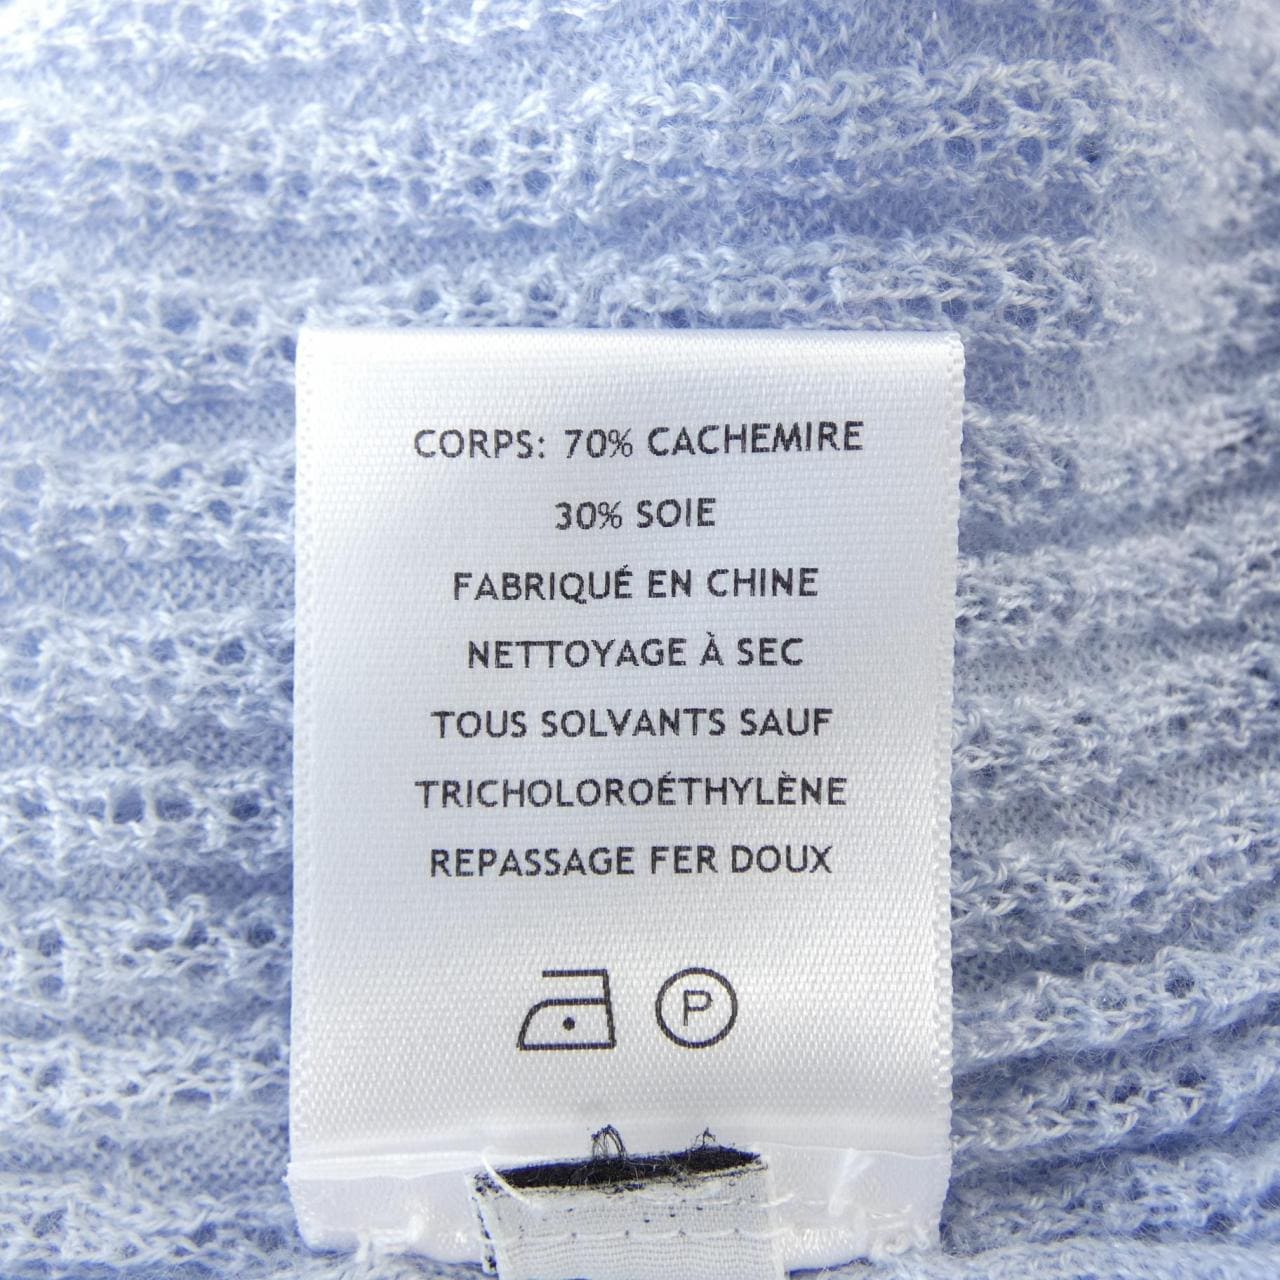 CORPS: 70% CACHEMIRE
30% SOIE
FABRIQUÉ EN CHINE
NETTOYAGE À SEC
TOUS SOLVANTS SAUF
TRICHOLOROÉTHYLÈNE
REPASSAGE FER DOUX
P